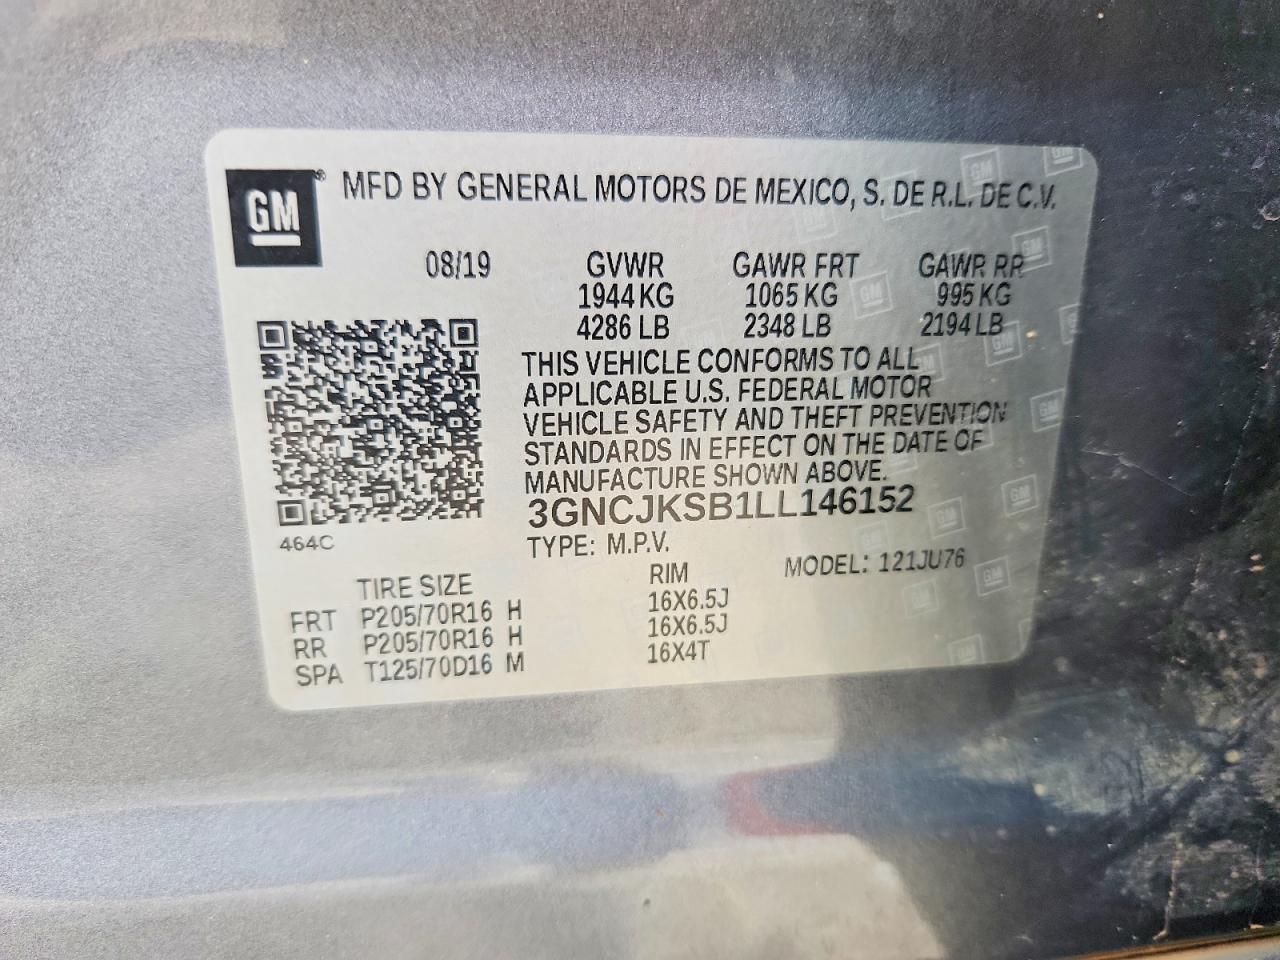 GM® MFD BY GENERAL MOTORS DE MEXICO, S. DE R.L. DE C.V.
08/19 GVWR GAWR FRT GAWR RR
1944 KG 1065 KG 995 KG
4286 LB 2348 LB 2194 LB
THIS VEHICLE CONFORMS TO ALL
APPLICABLE U.S. FEDERAL MOTOR
VEHICLE SAFETY AND THEFT PREVENTION
STANDARDS IN EFFECT ON THE DATE OF
MANUFACTURE SHOWN ABOVE.
3GNCJKSB1LL146152
464C
TYPE: M.P.V. MODEL: 121JU76
TIRE SIZE RIM
FRT P205/70R16 H 16X6.5J
RR P205/70R16 H 16X6.5J
SPA T125/70D16 M 16X4T